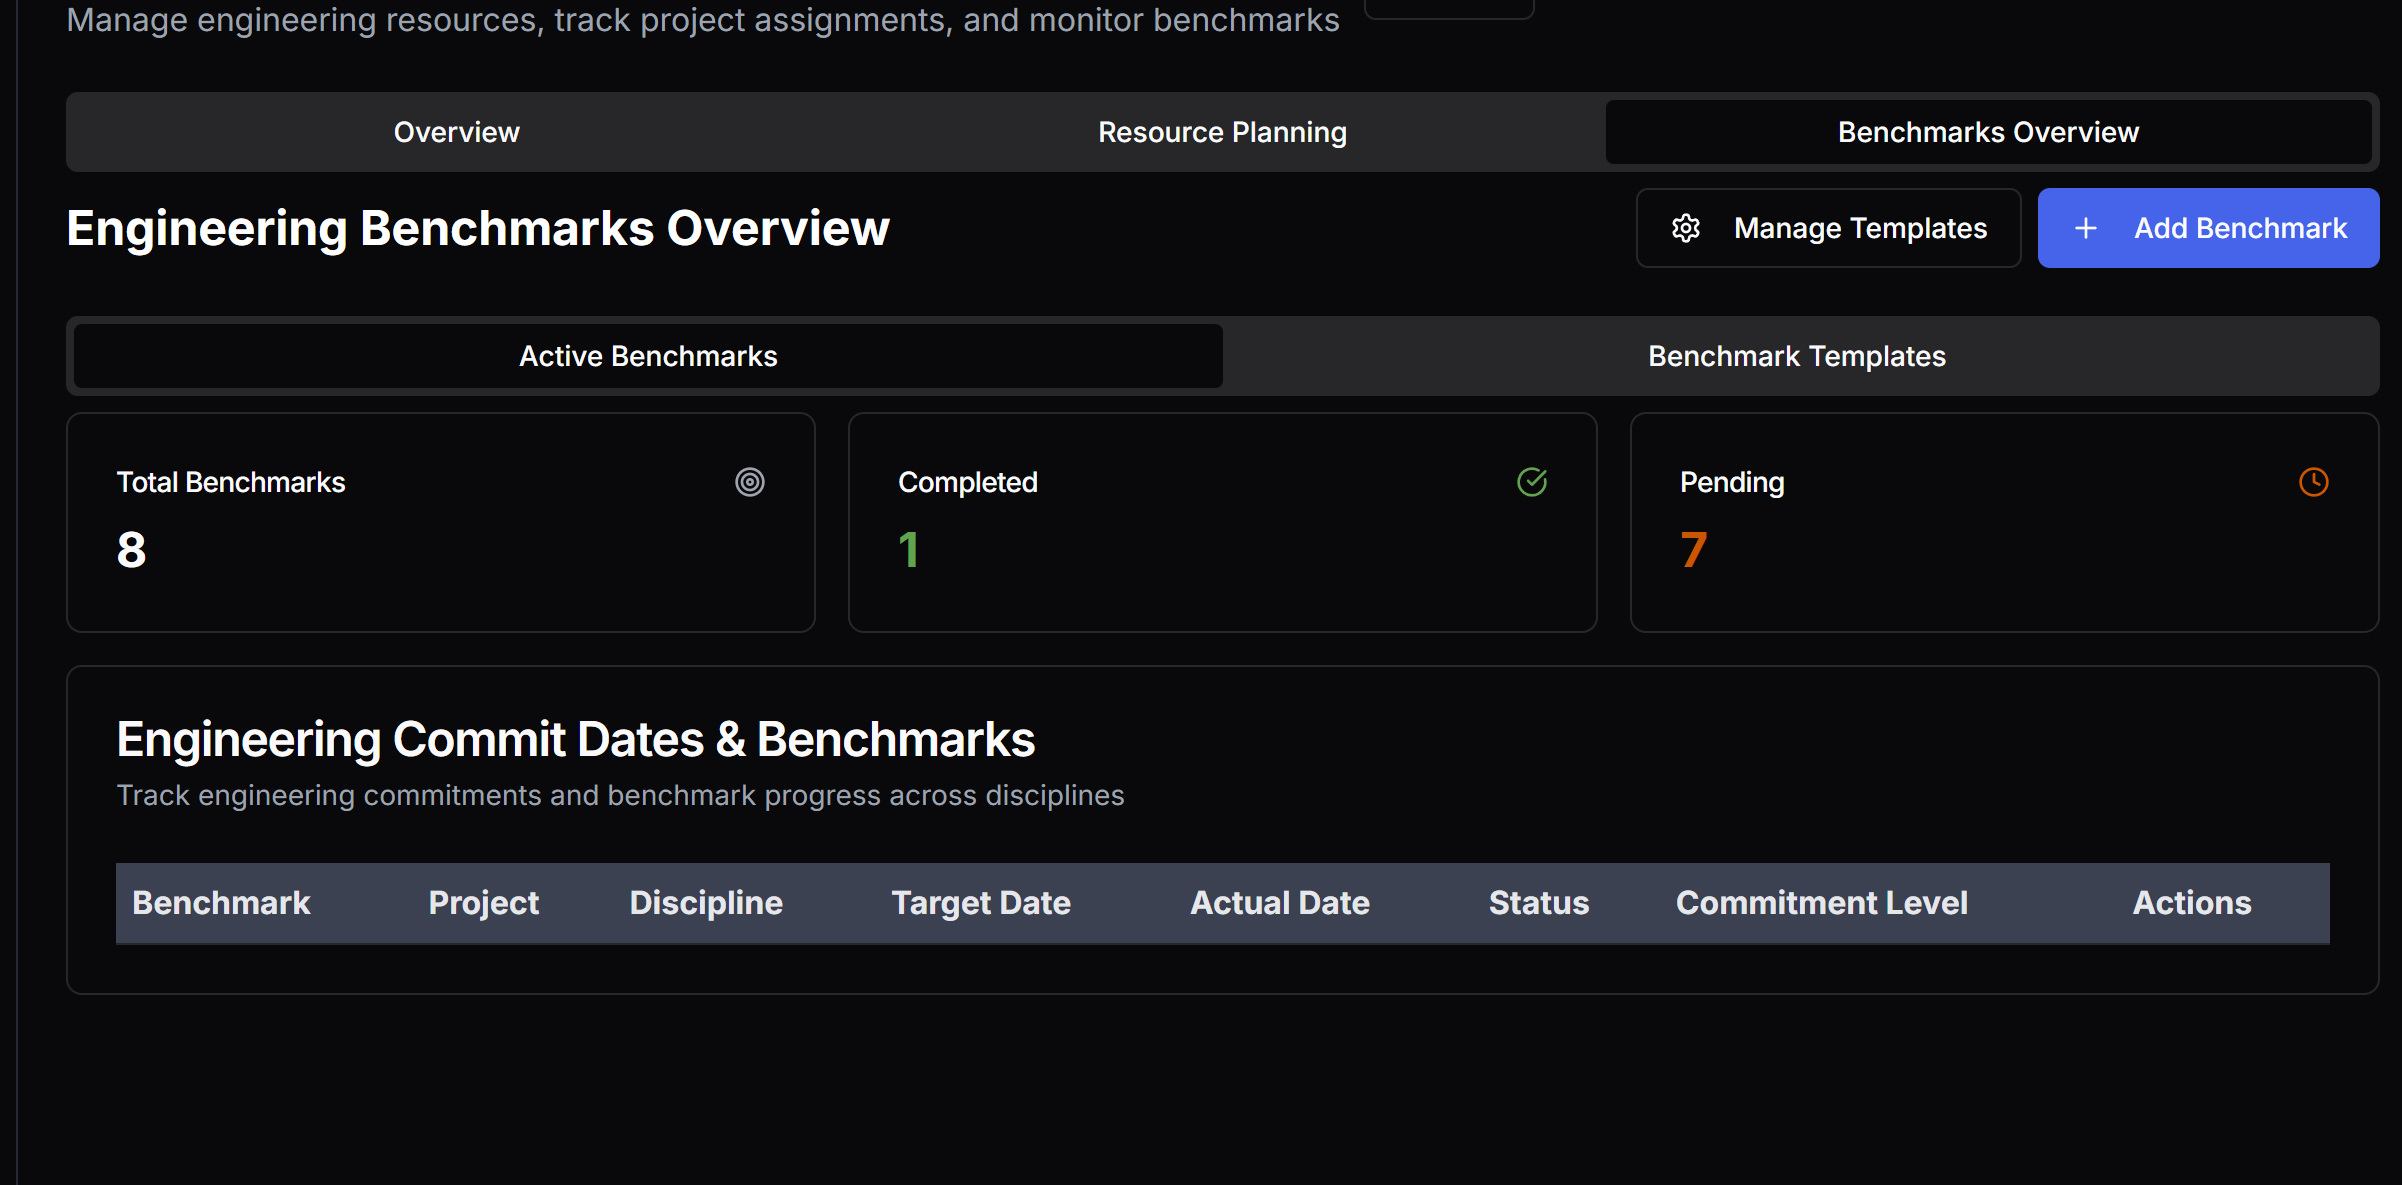 Manage engineering resources, track project assignments, and monitor benchmarks
Overview
Resource Planning
Benchmarks Overview
Engineering Benchmarks Overview
Manage Templates
Add Benchmark
Active Benchmarks
Benchmark Templates
Total Benchmarks
8
Completed
1
Pending
7
Engineering Commit Dates & Benchmarks
Track engineering commitments and benchmark progress across disciplines
Benchmark Project Discipline Target Date Actual Date Status Commitment Level Actions